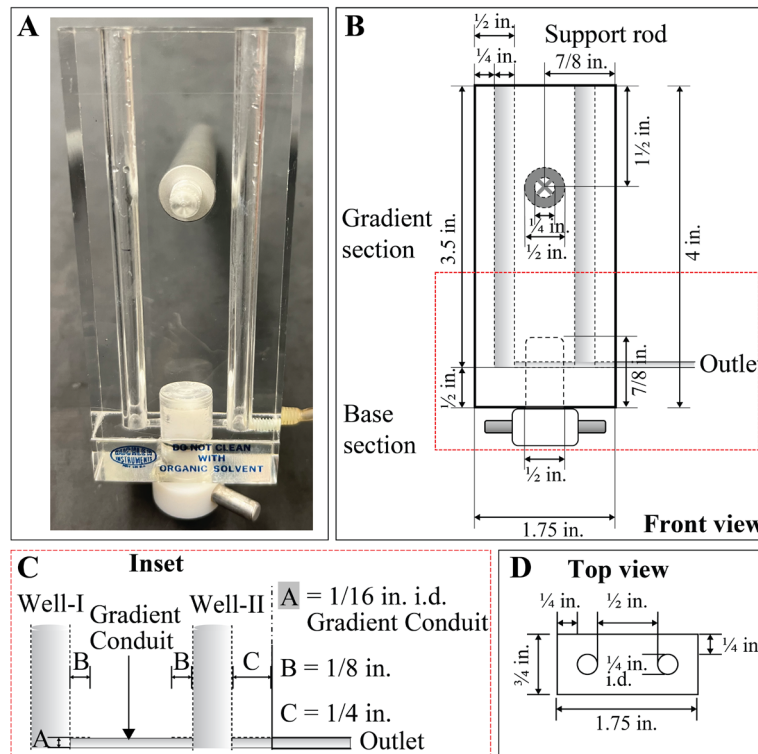 A
DO NOT CLEAN
WITH
ORGANIC SOLVENT
B
½ in.
Support rod
¼ in.
7/8 in.
1½ in.
Gradient
section
3.5 in.
¼ in.
½ in.
4 in.
Outlet
½ in.
7/8 in.
Base
section
½ in.
1.75 in.
Front view
C
Inset
Well-I
Gradient
Conduit
Well-II
A = 1/16 in. i.d.
Gradient Conduit
B
B
C
B = 1/8 in.
C = 1/4 in.
A
Outlet
D
Top view
¼ in.
½ in.
¼ in.
¾ in.
¼ in.
i.d.
1.75 in.